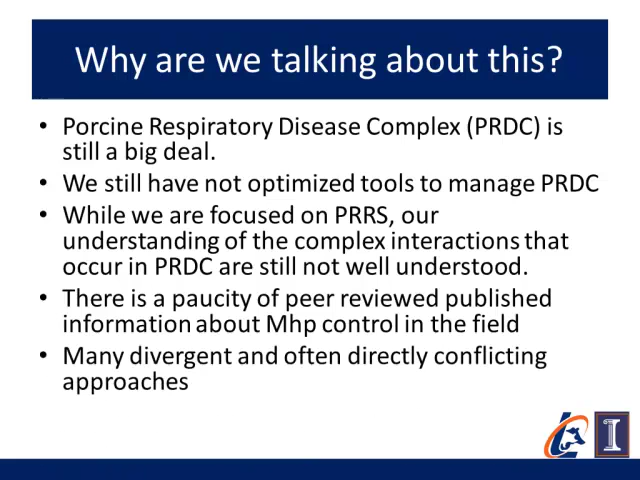 Why are we talking about this?
• Porcine Respiratory Disease Complex (PRDC) is
still a big deal.
• We still have not optimized tools to manage PRDC
• While we are focused on PRRS, our
understanding of the complex interactions that
occur in PRDC are still not well understood.
• There is a paucity of peer reviewed published
information about Mhp control in the field
• Many divergent and often directly conflicting
approaches
I